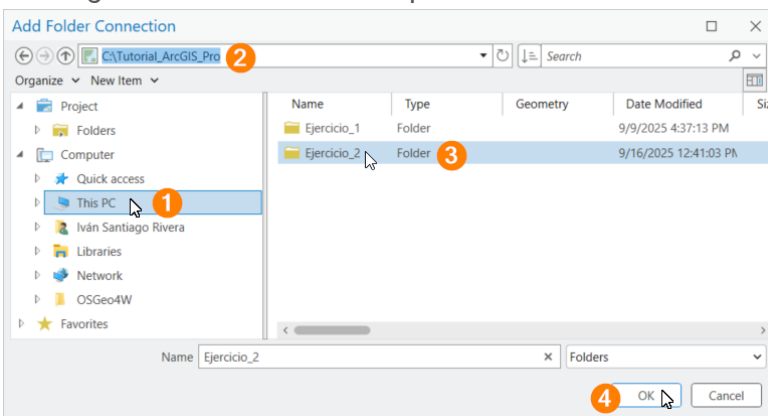 Add Folder Connection
C:\Tutorial_ArcGIS_Pro 2 Search
Organize New Item
Project
Folders
Computer
Quick access
This PC 1
Iván Santiago Rivera
Libraries
Network
OSGeo4W
Favorites
Name Type Geometry Date Modified
Ejercicio_1 Folder 9/9/2025 4:37:13 PM
Ejercicio_2 Folder 3 9/16/2025 12:41:03
Name Ejercicio_2 Folders
4 OK Cancel